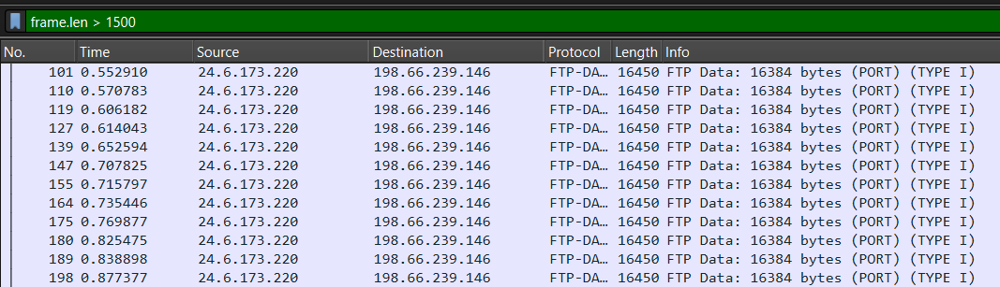 frame.len > 1500
No. Time Source Destination Protocol Length Info
101 0.552910 24.6.173.220 198.66.239.146 FTP-DA… 16450 FTP Data: 16384 bytes (PORT) (TYPE I)
110 0.570783 24.6.173.220 198.66.239.146 FTP-DA… 16450 FTP Data: 16384 bytes (PORT) (TYPE I)
119 0.606182 24.6.173.220 198.66.239.146 FTP-DA… 16450 FTP Data: 16384 bytes (PORT) (TYPE I)
127 0.614043 24.6.173.220 198.66.239.146 FTP-DA… 16450 FTP Data: 16384 bytes (PORT) (TYPE I)
139 0.652594 24.6.173.220 198.66.239.146 FTP-DA… 16450 FTP Data: 16384 bytes (PORT) (TYPE I)
147 0.707825 24.6.173.220 198.66.239.146 FTP-DA… 16450 FTP Data: 16384 bytes (PORT) (TYPE I)
155 0.715797 24.6.173.220 198.66.239.146 FTP-DA… 16450 FTP Data: 16384 bytes (PORT) (TYPE I)
164 0.735446 24.6.173.220 198.66.239.146 FTP-DA… 16450 FTP Data: 16384 bytes (PORT) (TYPE I)
175 0.769877 24.6.173.220 198.66.239.146 FTP-DA… 16450 FTP Data: 16384 bytes (PORT) (TYPE I)
180 0.825475 24.6.173.220 198.66.239.146 FTP-DA… 16450 FTP Data: 16384 bytes (PORT) (TYPE I)
189 0.838898 24.6.173.220 198.66.239.146 FTP-DA… 16450 FTP Data: 16384 bytes (PORT) (TYPE I)
198 0.877377 24.6.173.220 198.66.239.146 FTP-DA… 16450 FTP Data: 16384 bytes (PORT) (TYPE I)